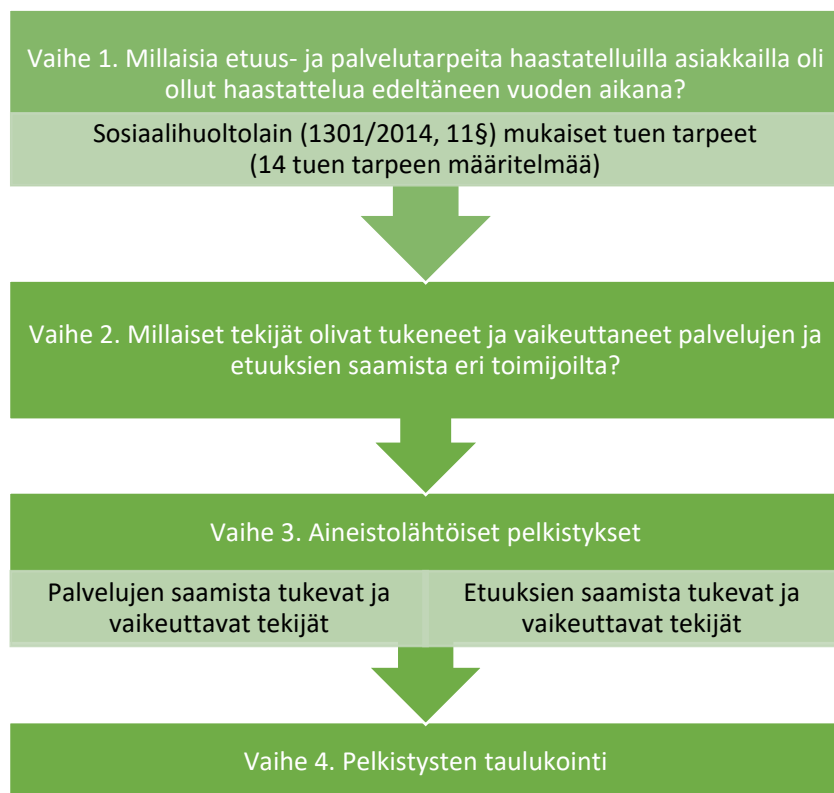 Vaihe 1. Millaisia etuus- ja palvelutarpeita haastatelluilla asiakkailla oli
ollut haastattelua edeltäneen vuoden aikana?
Sosiaalihuoltolain (1301/2014, 11§) mukaiset tuen tarpeet
(14 tuen tarpeen määritelmää)
Vaihe 2. Millaiset tekijät olivat tukeneet ja vaikeuttaneet palvelujen ja
etuuksien saamista eri toimijoilta?
Vaihe 3. Aineistolähtöiset pelkistykset
Palvelujen saamista tukevat ja
vaikeuttavat tekijät
Etuuksien saamista tukevat ja
vaikeuttavat tekijät
Vaihe 4. Pelkistysten taulukointi